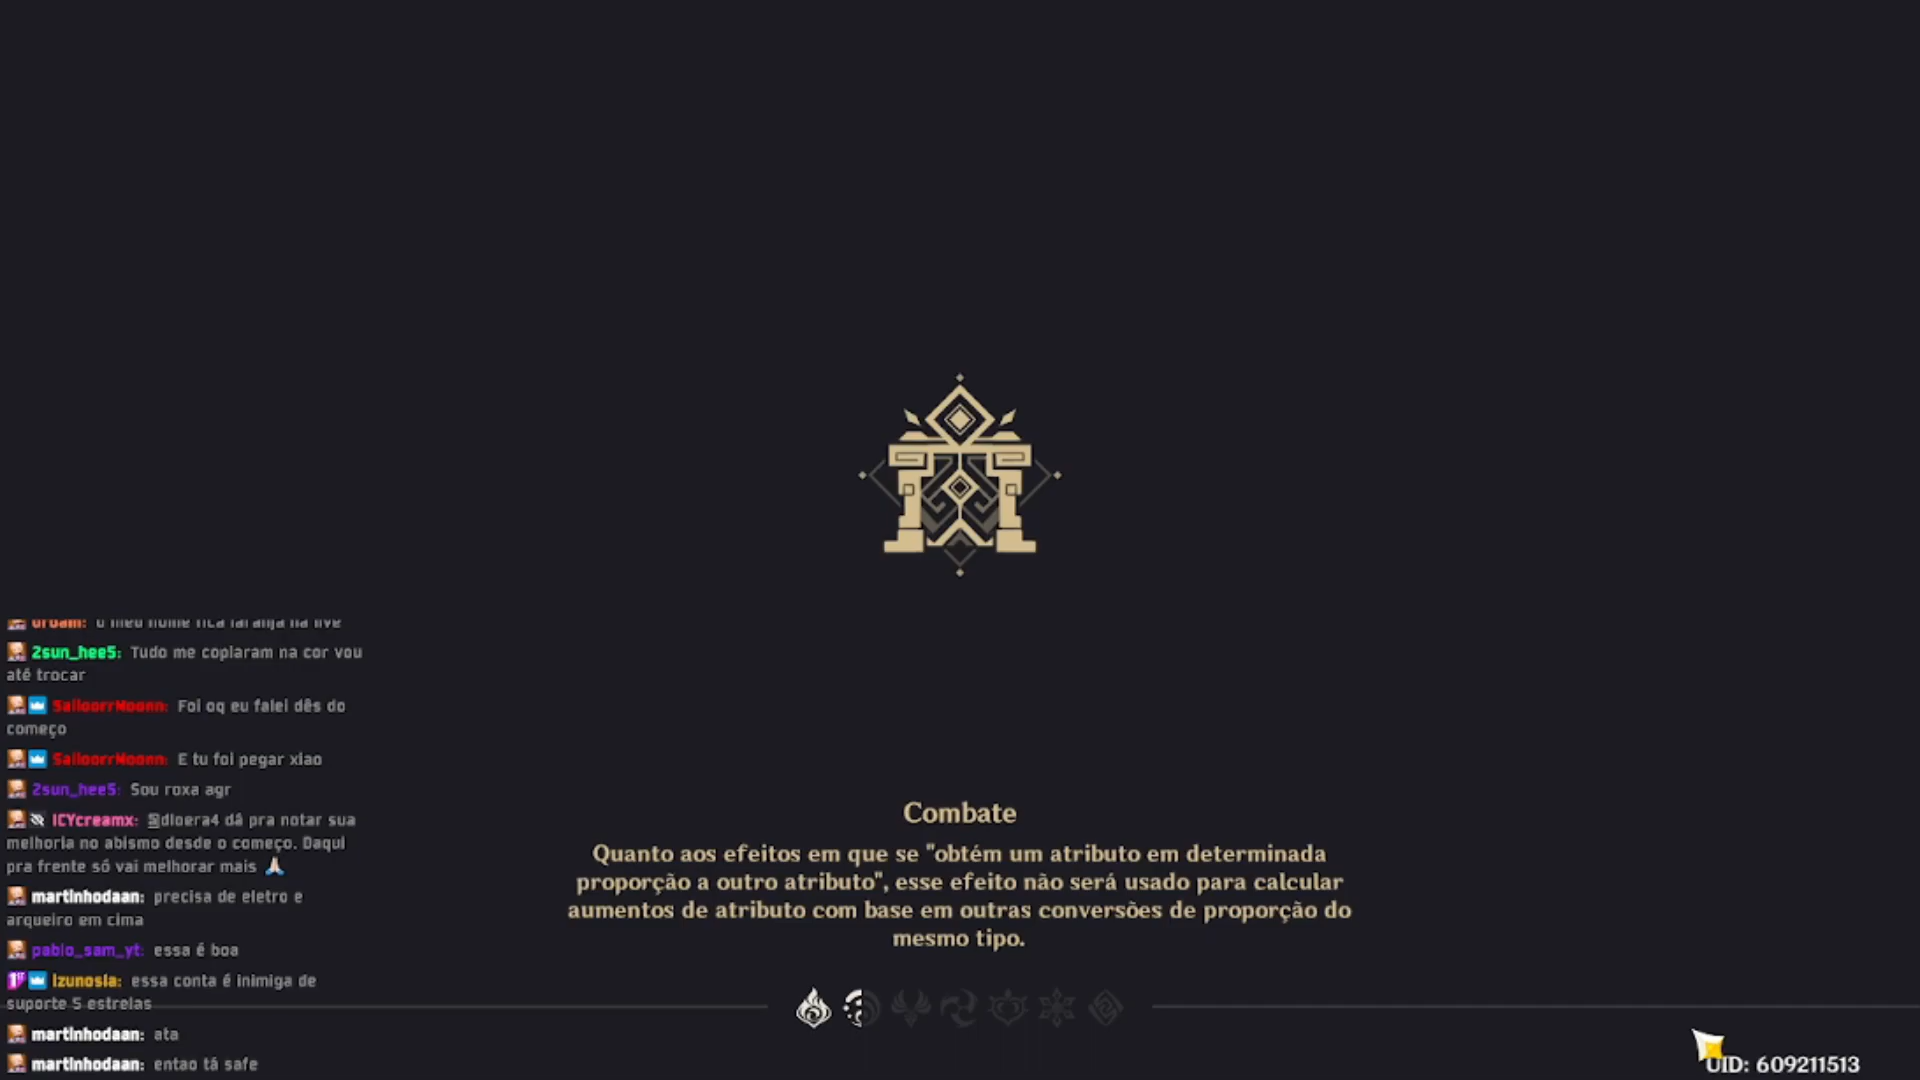 2sun_hee5: Tudo me copiaram na cor vou
até trocar
SailoorrMoonn: Foi oq eu falei dês do
começo
SailoorrMoonn: E tu foi pegar xiao
2sun_hee5: Sou roxa agr
ICYcreamx: dá pra notar sua
melhoria no abismo desde o começo. Daqui
pra frente só vai melhorar mais 🙏🏻
martinhodaan: precisa de eletro e
arqueiro em cima
pablo_sam_yt: essa é boa
Izunosia: essa conta é inimiga de
suporte 5 estrelas
martinhodaan: ata
martinhodaan: entao tá safe
Combate
Quanto aos efeitos em que se "obtém um atributo em determinada
proporção a outro atributo", esse efeito não será usado para calcular
aumentos de atributo com base em outras conversões de proporção do
mesmo tipo.
UID: 609211513